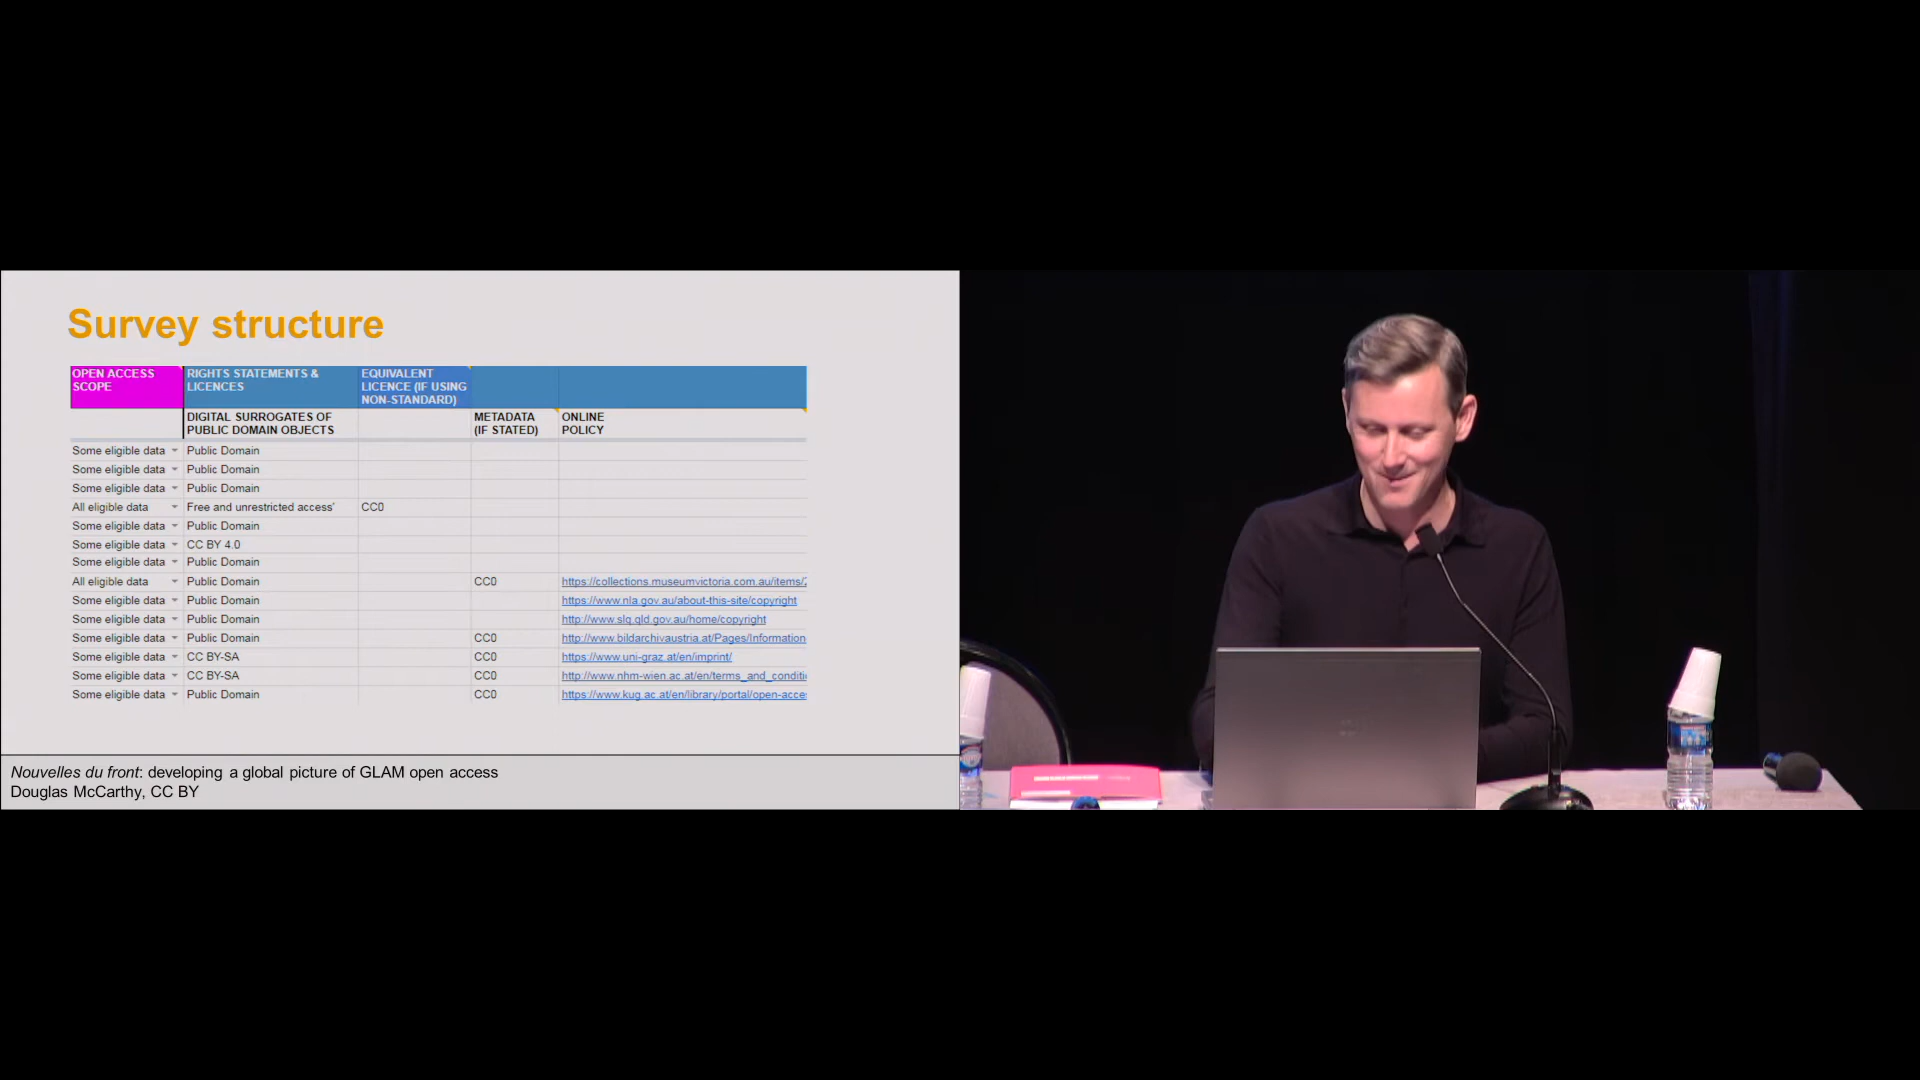 Survey structure
OPEN ACCESS SCOPE | RIGHTS STATEMENTS & LICENCES | EQUIVALENT LICENCE (IF USING NON-STANDARD)
DIGITAL SURROGATES OF PUBLIC DOMAIN OBJECTS | METADATA (IF STATED) | ONLINE POLICY
Some eligible data Public Domain
Some eligible data Public Domain
Some eligible data Public Domain
All eligible data Free and unrestricted access' CC0
Some eligible data Public Domain
Some eligible data CC BY 4.0
Some eligible data Public Domain
All eligible data Public Domain CC0 https://collections.museumvictoria.com.au/items/
Some eligible data Public Domain https://www.nla.gov.au/about-this-site/copyright
Some eligible data Public Domain http://www.slq.qld.gov.au/home/copyright
Some eligible data Public Domain CC0 http://www.bildarchivaustria.at/Pages/Information
Some eligible data CC BY-SA CC0 https://www.uni-graz.at/en/imprint/
Some eligible data CC BY-SA CC0 http://www.nhm-wien.ac.at/en/terms_and_conditi
Some eligible data Public Domain CC0 https://www.kug.ac.at/en/library/portal/open-acce
Nouvelles du front: developing a global picture of GLAM open access
Douglas McCarthy, CC BY